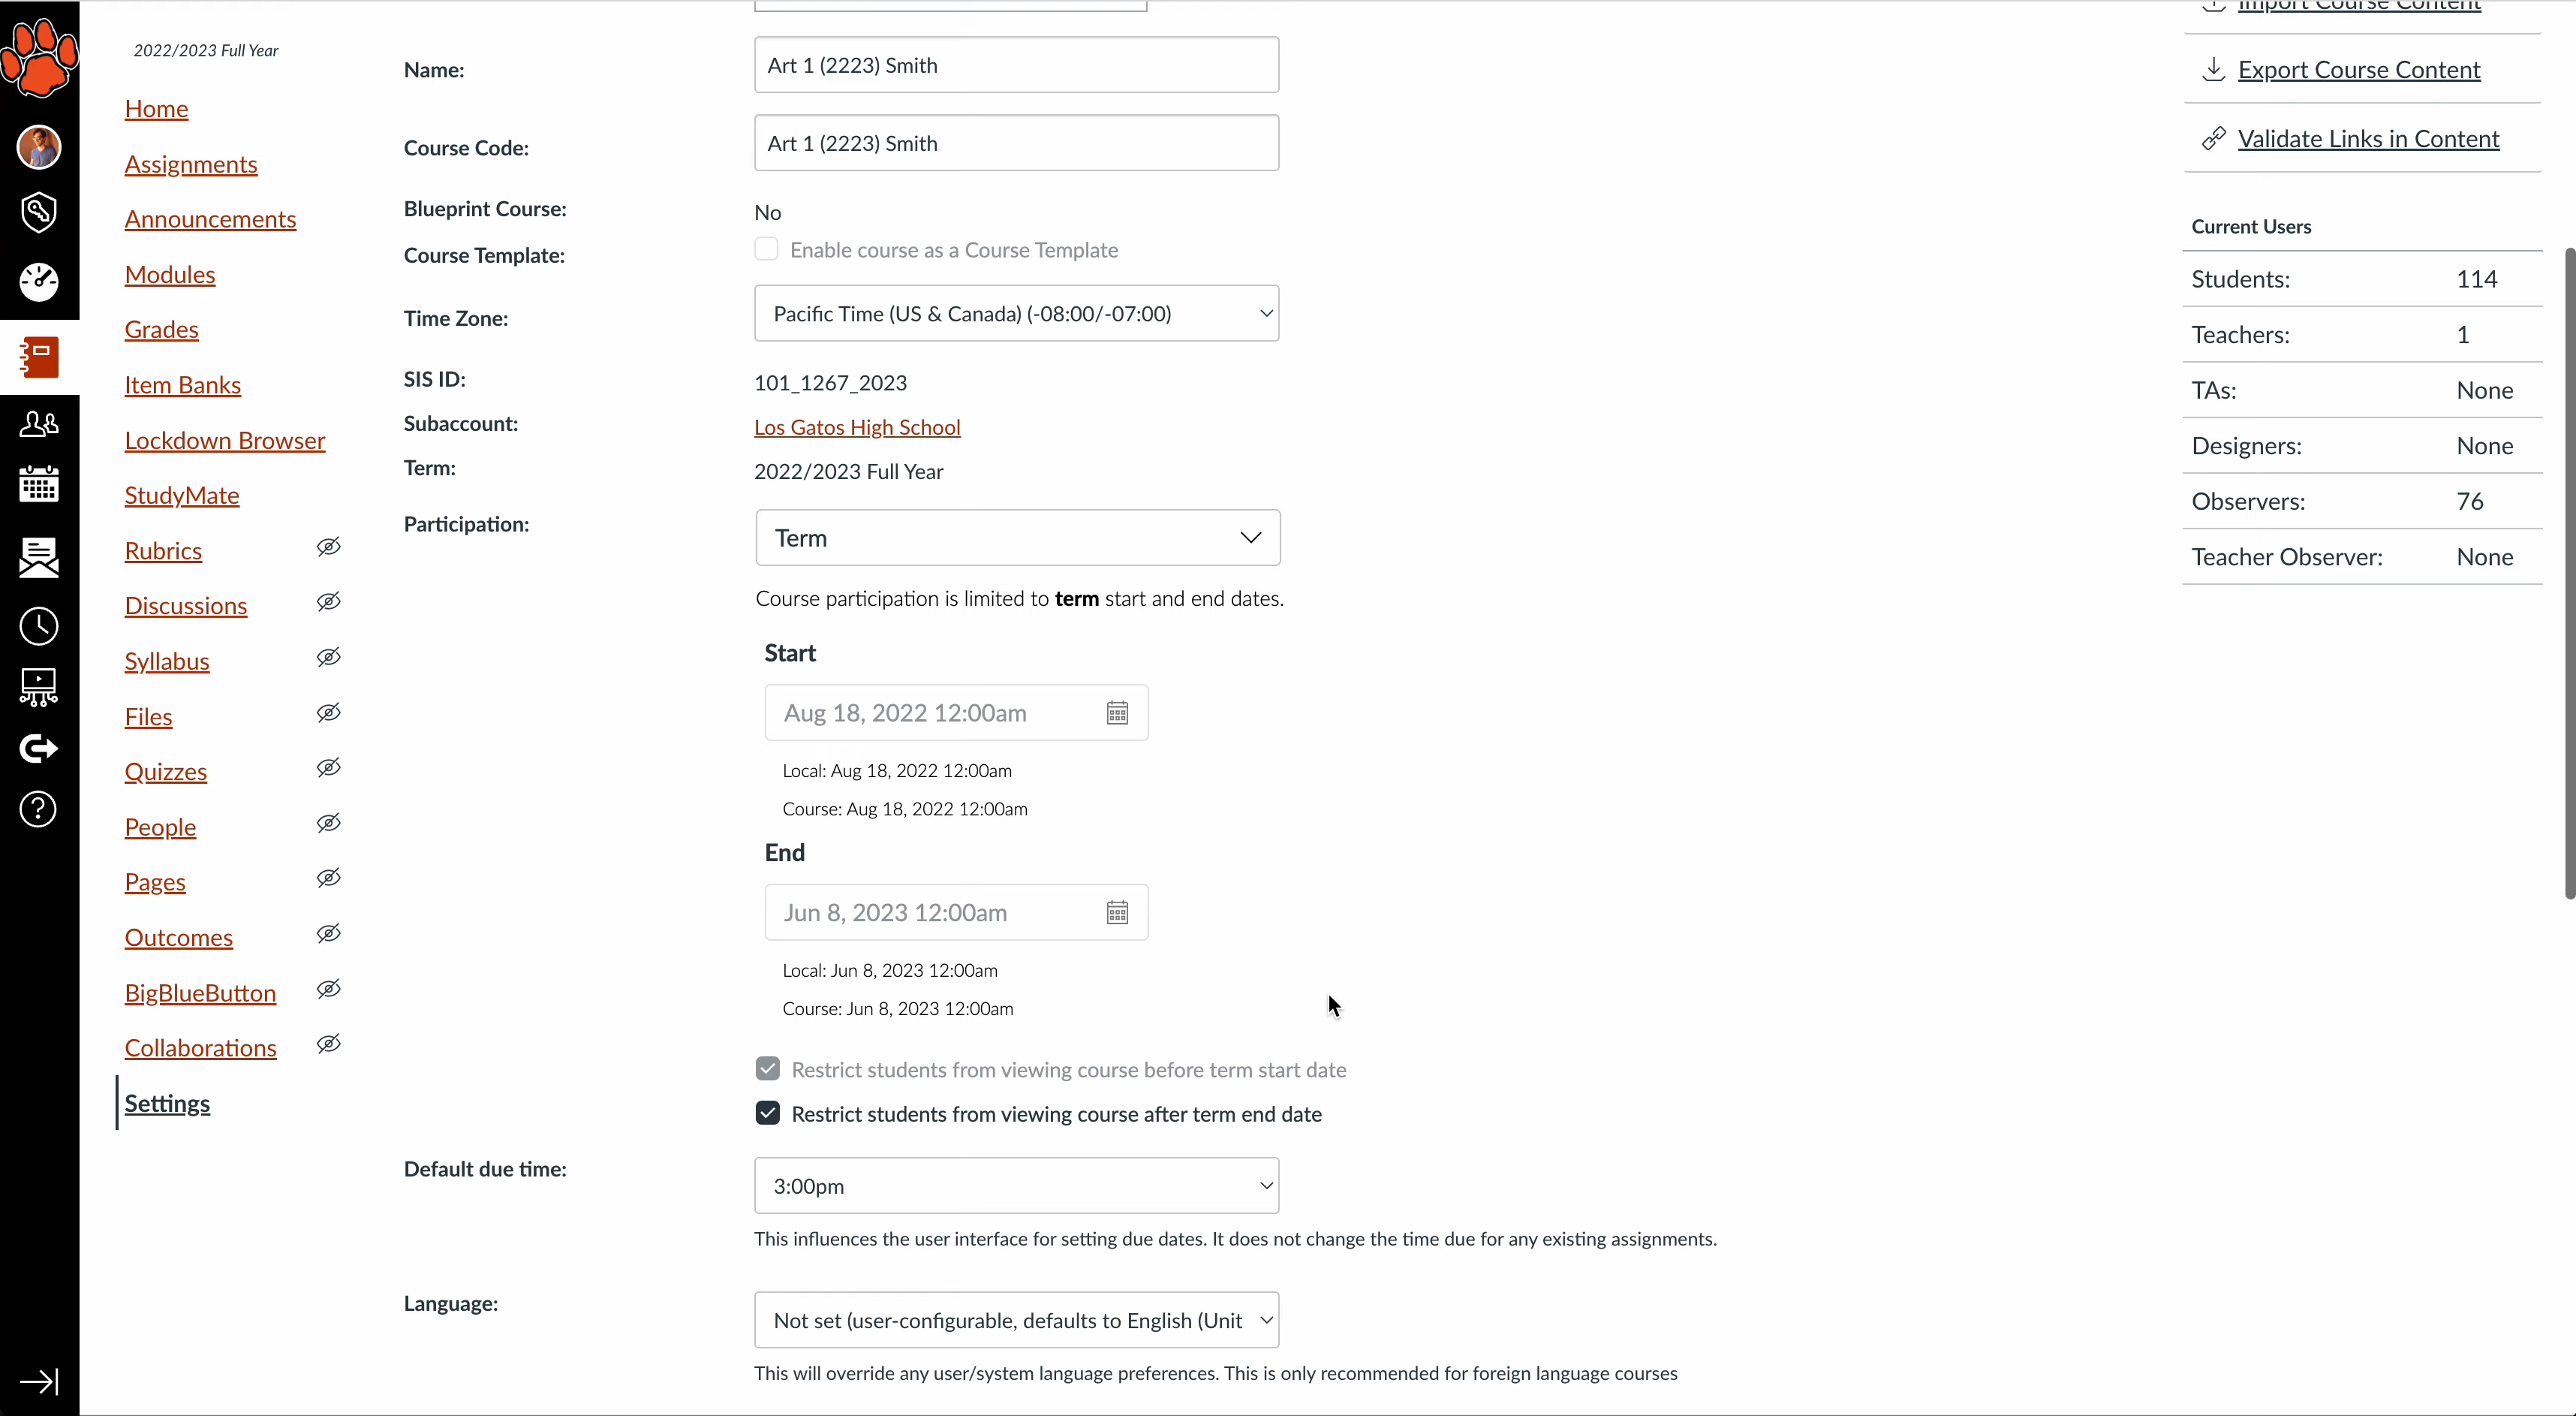 2022/2023 Full Year
Home
Assignments
Announcements
Modules
Grades
Item Banks
Lockdown Browser
StudyMate
Rubrics
Discussions
Syllabus
Files
Quizzes
People
Pages
Outcomes
BigBlueButton
Collaborations
Settings
Name: Art 1 (2223) Smith
Course Code: Art 1 (2223) Smith
Blueprint Course: No
Course Template: Enable course as a Course Template
Time Zone: Pacific Time (US & Canada) (-08:00/-07:00)
SIS ID: 101_1267_2023
Subaccount: Los Gatos High School
Term: 2022/2023 Full Year
Participation: Term
Course participation is limited to term start and end dates.
Start
Aug 18, 2022 12:00am
Local: Aug 18, 2022 12:00am
Course: Aug 18, 2022 12:00am
End
Jun 8, 2023 12:00am
Local: Jun 8, 2023 12:00am
Course: Jun 8, 2023 12:00am
Restrict students from viewing course before term start date
Restrict students from viewing course after term end date
Default due time: 3:00pm
This influences the user interface for setting due dates. It does not change the time due for any existing assignments.
Language: Not set (user-configurable, defaults to English (Unit
This will override any user/system language preferences. This is only recommended for foreign language courses
Import Course Content
Export Course Content
Validate Links in Content
Current Users
Students: 114
Teachers: 1
TAs: None
Designers: None
Observers: 76
Teacher Observer: None